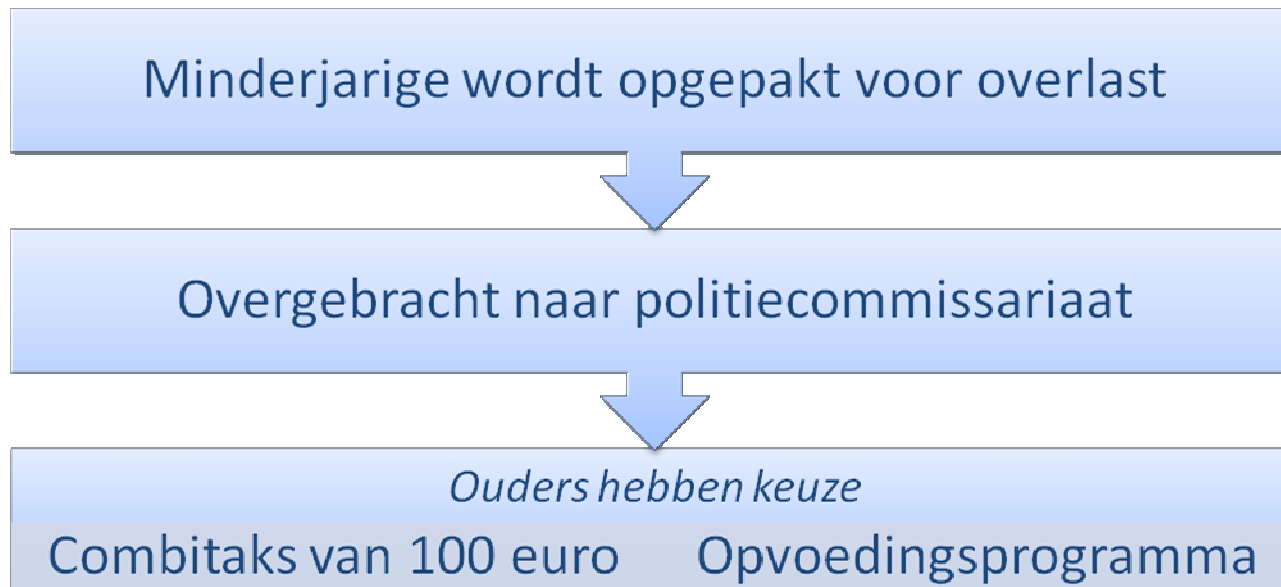 Minderjarige wordt opgepakt voor overlast
Overgebracht naar politiecommissariaat
Ouders hebben keuze
Combitaks van 100 euro Opvoedingsprogramma